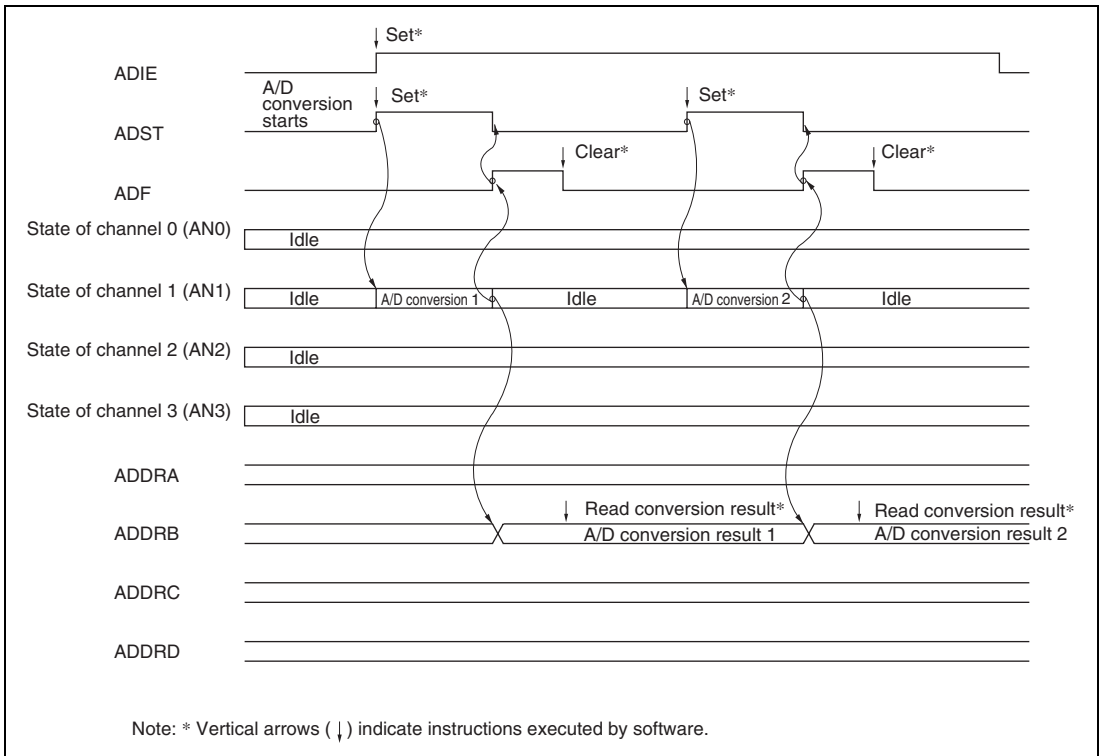 Set*
ADIE
A/D
conversion
starts
Set*
Set*
ADST
Clear*
Clear*
ADF
State of channel 0 (AN0)
Idle
State of channel 1 (AN1)
Idle
A/D conversion 1
Idle
A/D conversion 2
Idle
State of channel 2 (AN2)
Idle
State of channel 3 (AN3)
Idle
ADDRA
Read conversion result*
Read conversion result*
ADDRB
A/D conversion result 1
A/D conversion result 2
ADDRC
ADDRD
Note: * Vertical arrows (↓) indicate instructions executed by software.